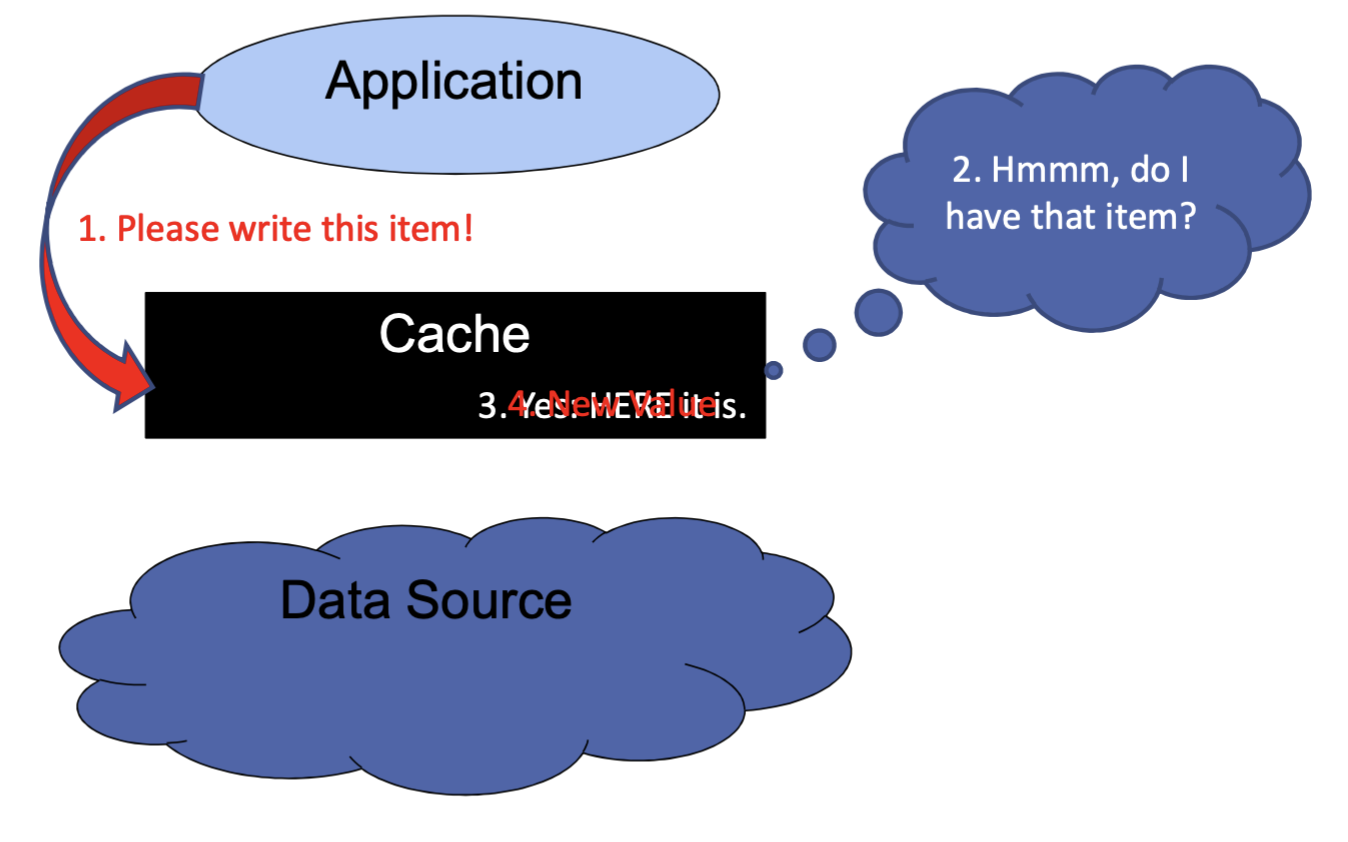 Application
1. Please write this item!
2. Hmmm, do I
have that item?
Cache
3. Yes. HERE it is.
4. New Value
Data Source